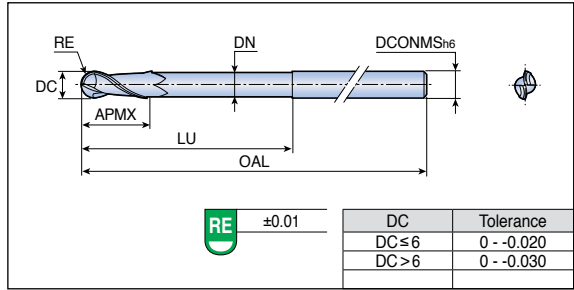 RE
DN
DCONMSh6
DC
APMX
LU
OAL
RE ±0.01
DC Tolerance
DC≤6 0 - -0.020
DC>6 0 - -0.030